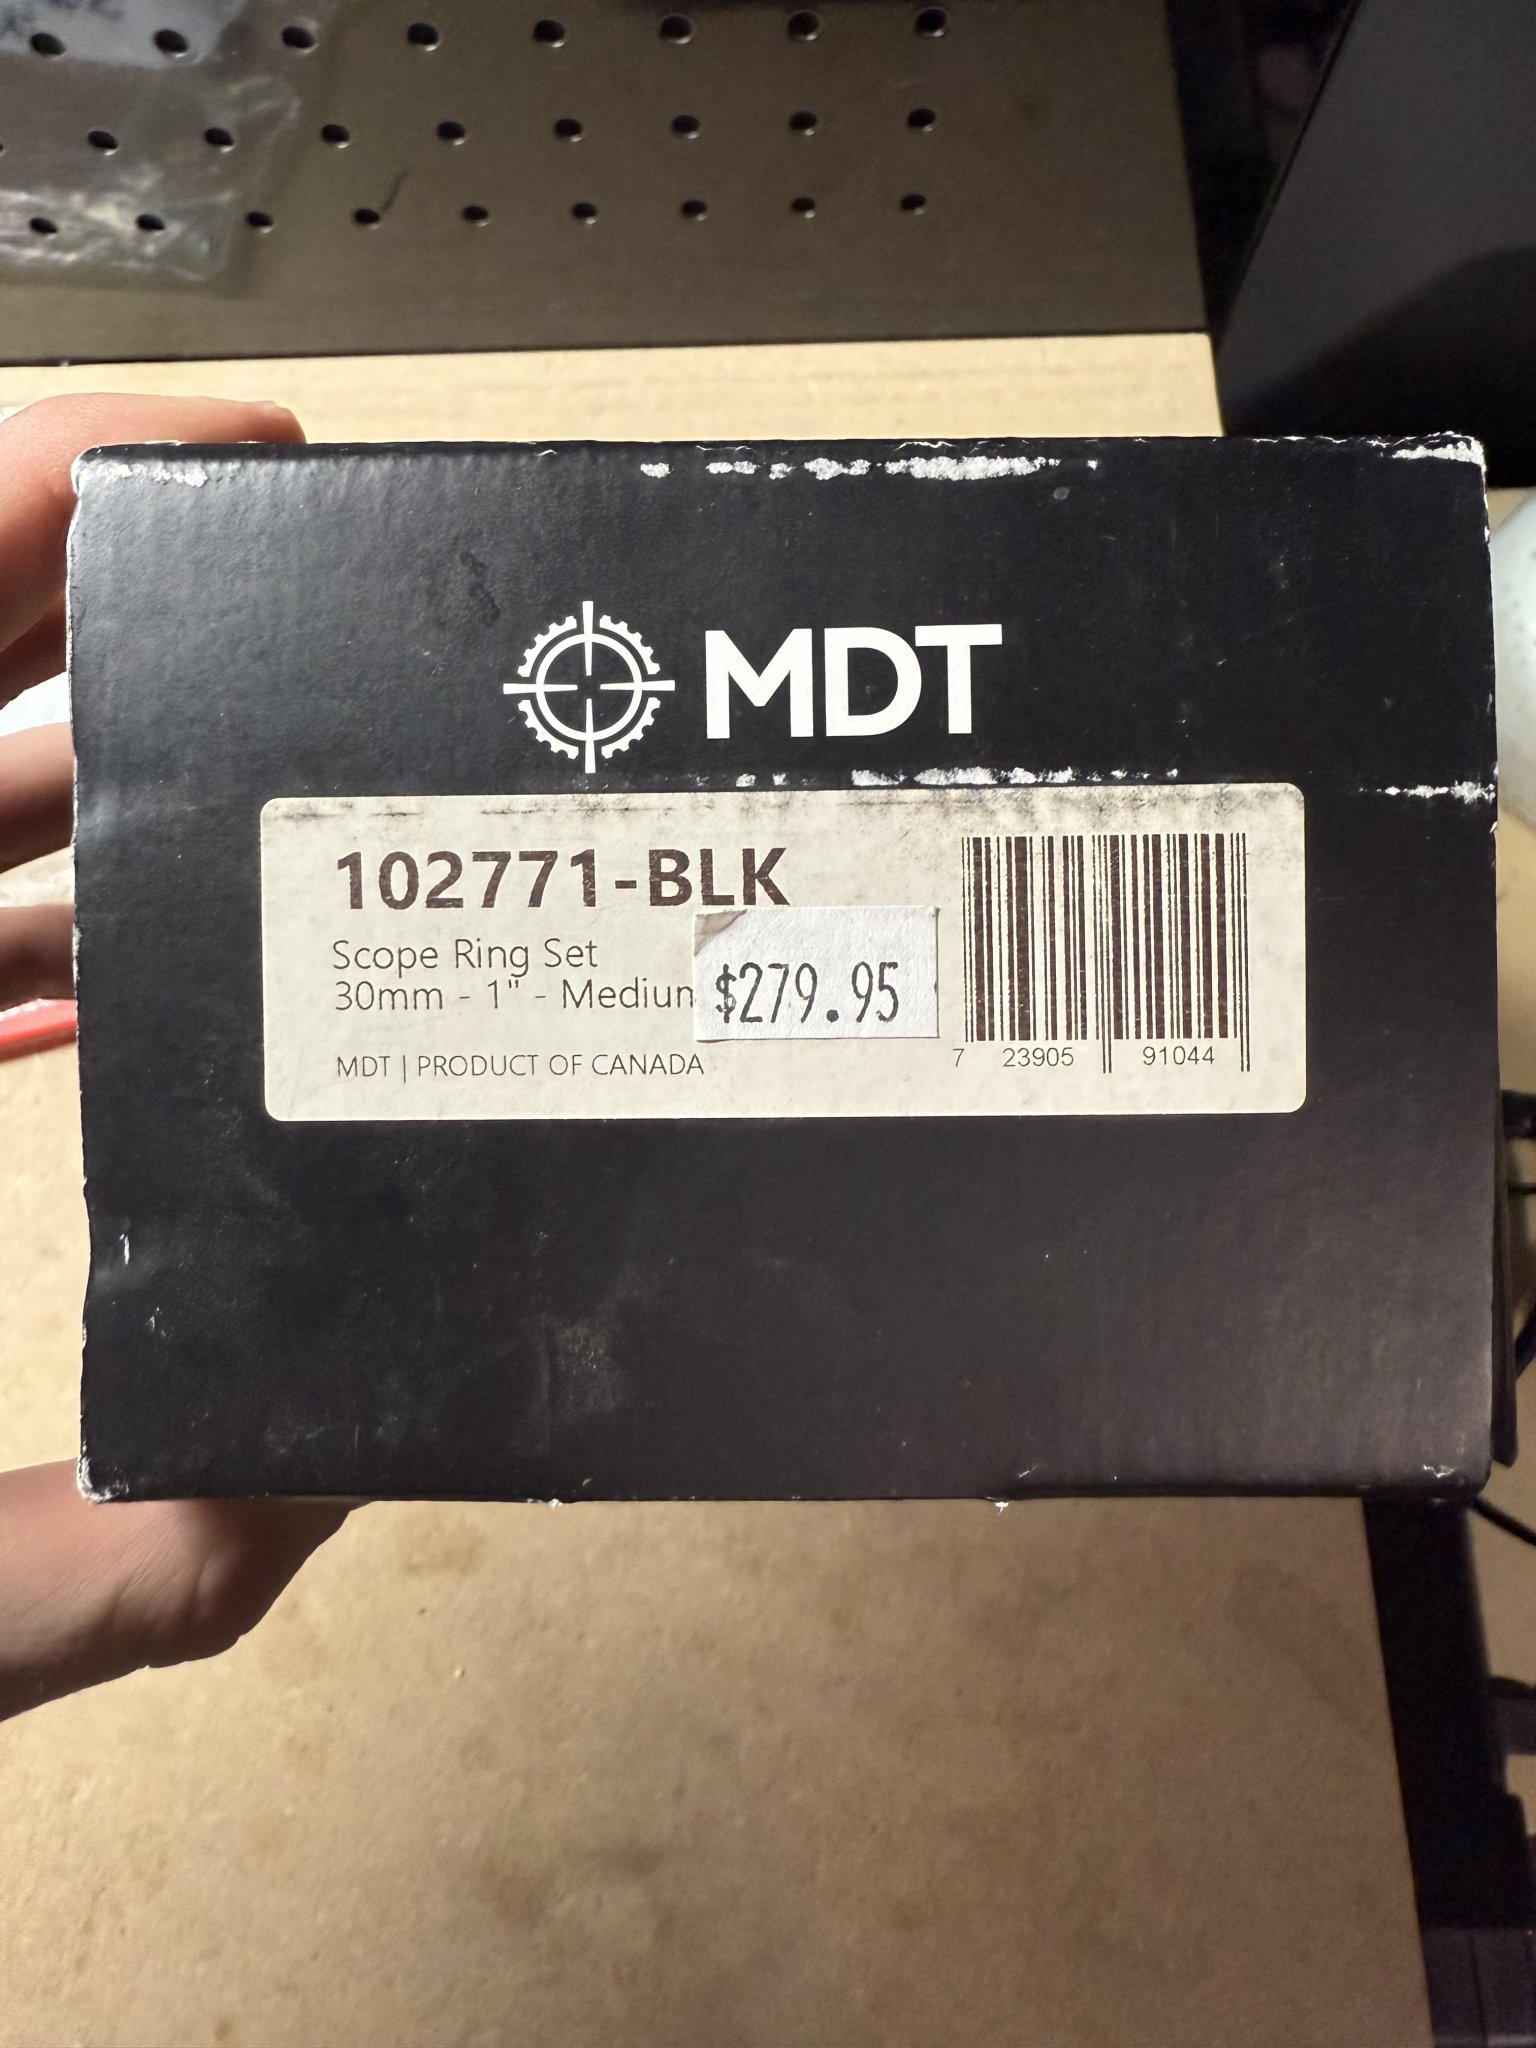 MDT
102771-BLK
Scope Ring Set
30mm - 1" - Mediun
$279.95
MDT | PRODUCT OF CANADA
7 23905 91044